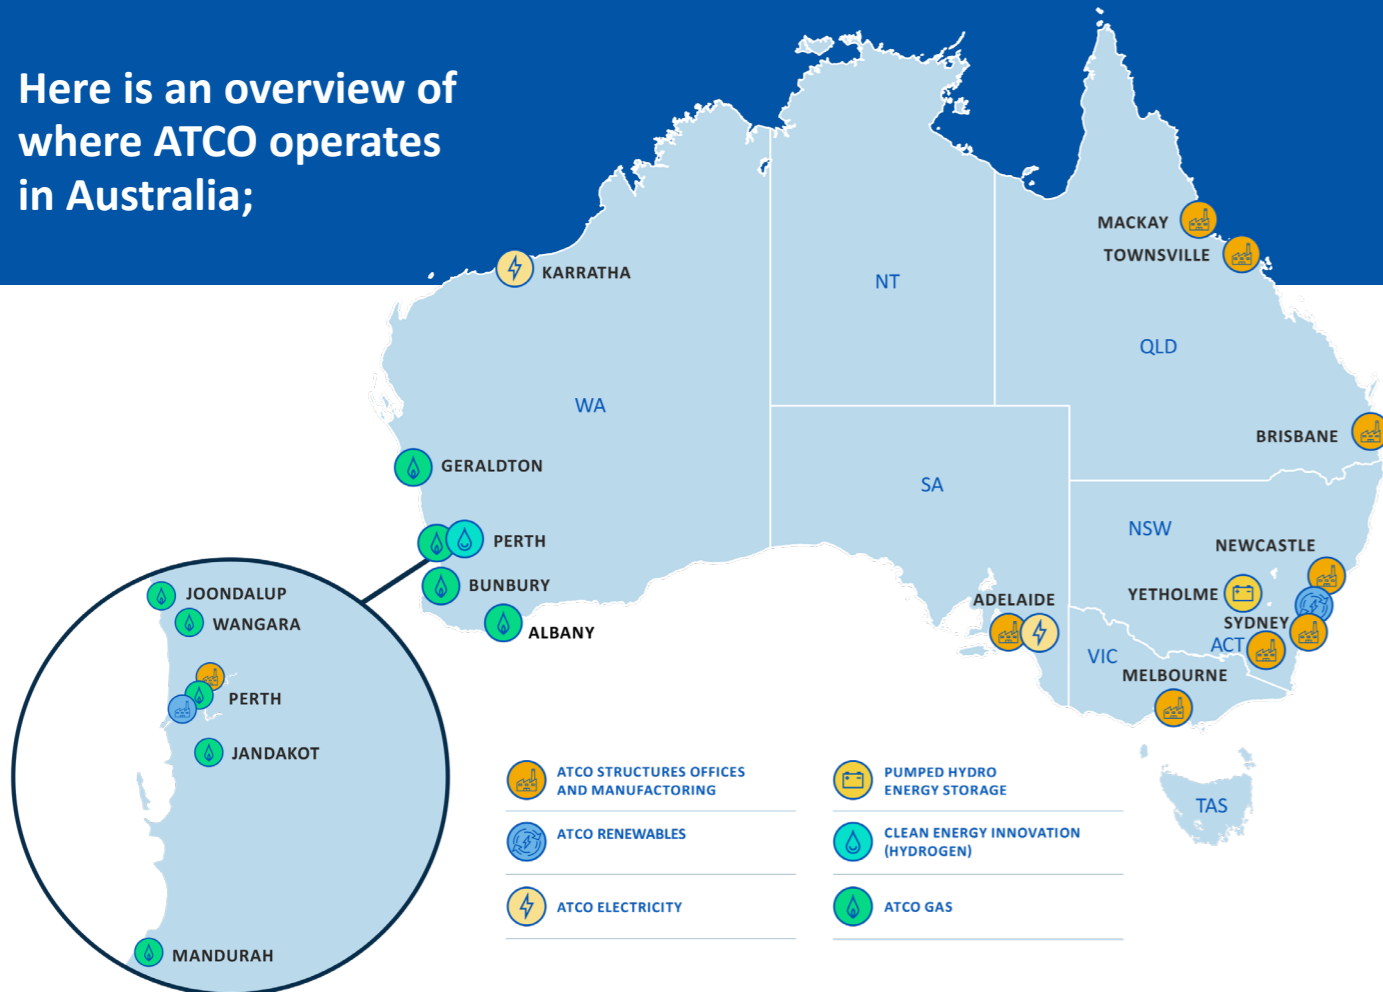 Here is an overview of
where ATCO operates
in Australia;
MACKAY
TOWNSVILLE
KARRATHA
NT
QLD
WA
BRISBANE
GERALDTON
SA
NSW
PERTH
NEWCASTLE
BUNBURY
YETHOLME
ADELAIDE
SYDNEY
ALBANY
ACT
VIC
MELBOURNE
JOONDALUP
WANGARA
PERTH
JANDAKOT
MANDURAH
TAS
ATCO STRUCTURES OFFICES
AND MANUFACTORING
ATCO RENEWABLES
ATCO ELECTRICITY
PUMPED HYDRO
ENERGY STORAGE
CLEAN ENERGY INNOVATION
(HYDROGEN)
ATCO GAS